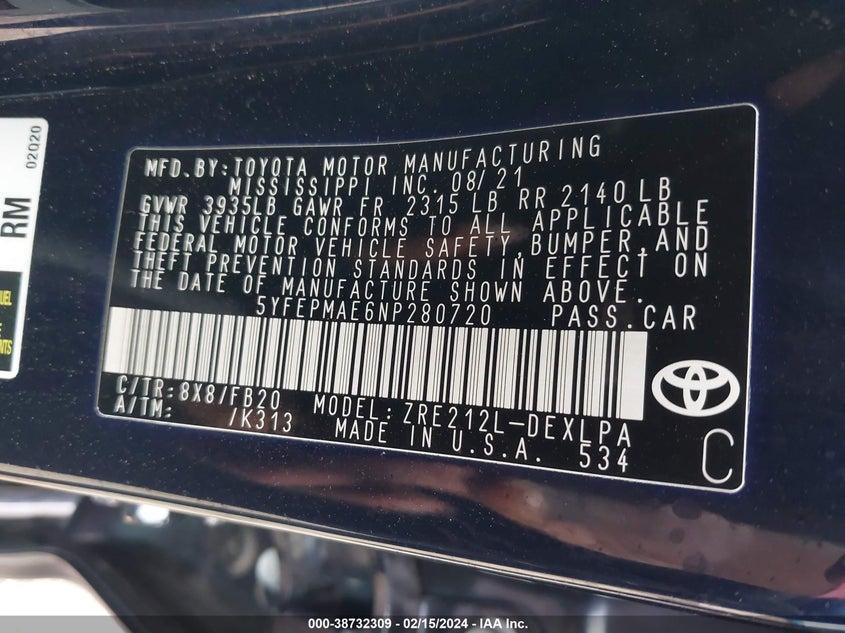 02020
RM
UEL
E
NTS
MFD. BY: TOYOTA MOTOR MANUFACTURING
MISSISSIPPI INC. 08/21
GVWR 3935LB GAWR FR 2315 LB RR 2140LB
THIS VEHICLE CONFORMS TO ALL APPLICABLE
FEDERAL MOTOR VEHICLE SAFETY, BUMPER, AND
THEFT PREVENTION STANDARDS IN EFFECT ON
THE DATE OF MANUFACTURE SHOWN ABOVE.
5YFEPMAE6NP280720 PASS.CAR
C/TR: 8X8/FB20 MODEL: ZRE212L-DEXLPA
A/TM: /K313 MADE IN U.S.A. 534
C
000-38732309 - 02/15/2024 - IAA Inc.